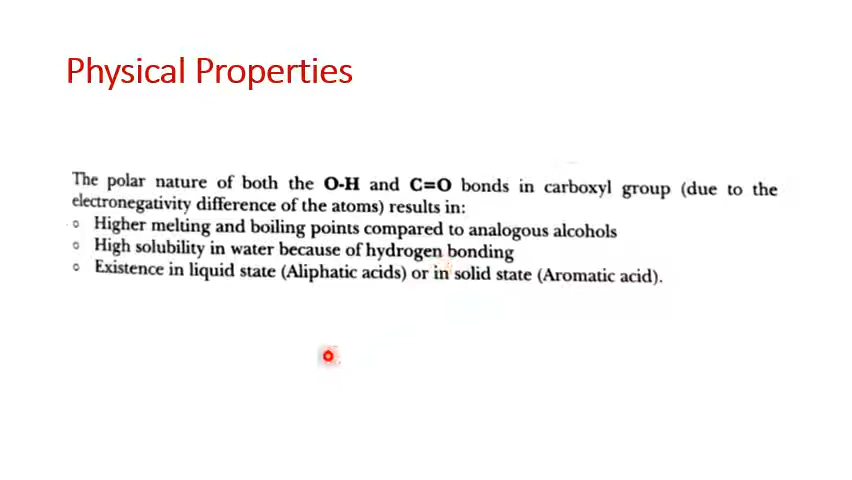 Physical Properties
The polar nature of both the O-H and C=O bonds in carboxyl group (due to the
electronegativity difference of the atoms) results in:
◦ Higher melting and boiling points compared to analogous alcohols
◦ High solubility in water because of hydrogen bonding
◦ Existence in liquid state (Aliphatic acids) or in solid state (Aromatic acid).